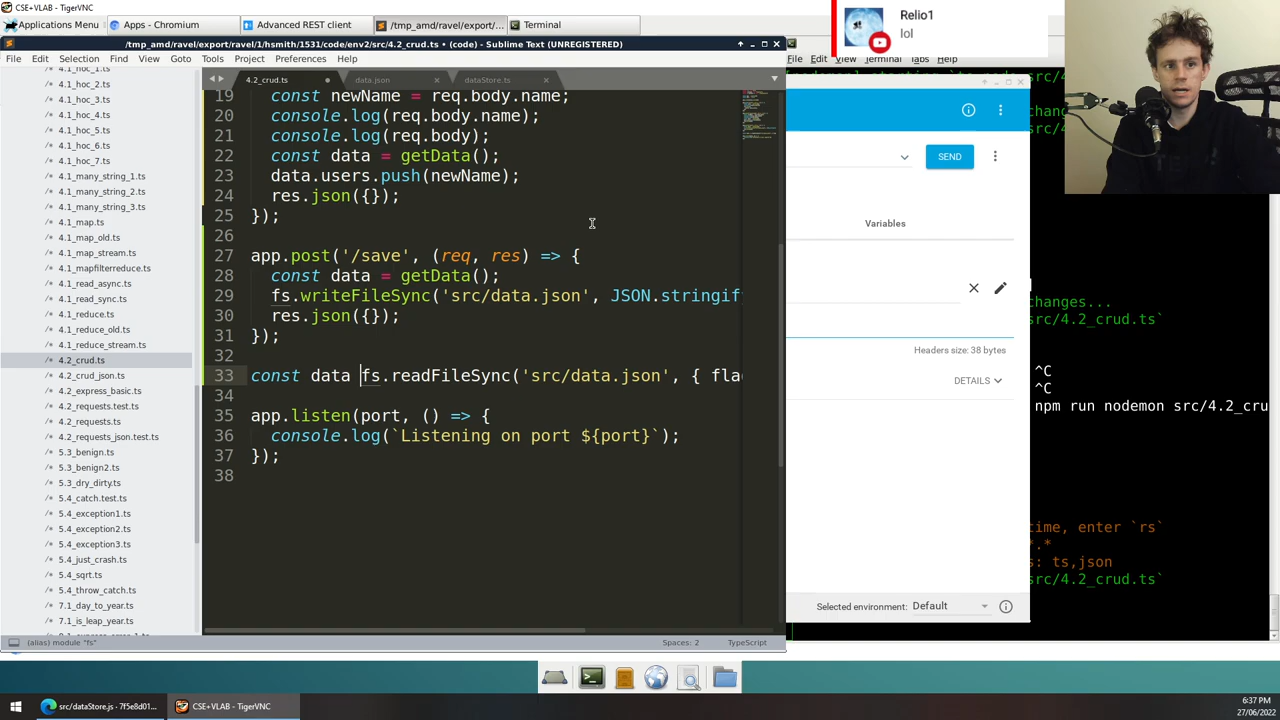 CSE+VLAB - TigerVNC
Applications Menu
Apps - Chromium
Advanced REST client
/tmp_amd/ravel/export/...
Terminal
Relio1
lol
/tmp_amd/ravel/export/ravel/1/hsmith/1531/code/env2/src/4.2_crud.ts • (code) - Sublime Text (UNREGISTERED)
File Edit Selection Find View Goto Tools Project Preferences Help
File Edit View Terminal Tabs Help
4.1_hoc_1.ts
4.1_hoc_2.ts
4.1_hoc_3.ts
4.1_hoc_4.ts
4.1_hoc_5.ts
4.1_hoc_6.ts
4.1_hoc_7.ts
4.1_many_string_1.ts
4.1_many_string_2.ts
4.1_many_string_3.ts
4.1_map.ts
4.1_map_old.ts
4.1_map_stream.ts
4.1_mapfilterreduce.ts
4.1_read_async.ts
4.1_read_sync.ts
4.1_reduce.ts
4.1_reduce_old.ts
4.1_reduce_stream.ts
4.2_crud.ts
4.2_crud_json.ts
4.2_express_basic.ts
4.2_requests.test.ts
4.2_requests.ts
4.2_requests_json.test.ts
5.3_benign.ts
5.3_benign2.ts
5.3_dry_dirty.ts
5.4_catch.test.ts
5.4_exception1.ts
5.4_exception2.ts
5.4_exception3.ts
5.4_just_crash.ts
5.4_sqrt.ts
5.4_throw_catch.ts
7.1_day_to_year.ts
7.1_is_leap_year.ts
4.2_crud.ts
data.json
dataStore.ts
19 const newName = req.body.name;
20 console.log(req.body.name);
21 console.log(req.body);
22 const data = getData();
23 data.users.push(newName);
24 res.json({});
25 });
26
27 app.post('/save', (req, res) => {
28 const data = getData();
29 fs.writeFileSync('src/data.json', JSON.stringif
30 res.json({});
31 });
32
33 const data fs.readFileSync('src/data.json', { fla
34
35 app.listen(port, () => {
36 console.log(`Listening on port ${port}`);
37 });
38
(alias) module "fs"
Spaces: 2
TypeScript
SEND
Variables
Headers size: 38 bytes
DETAILS
Selected environment: Default
changes...
src/4.2_crud.ts`
^C
^C
npm run nodemon src/4.2_cru
time, enter `rs`
*.*
s: ts,json
src/4.2_crud.ts`
src/dataStore.js · 7f5e8d01...
CSE+VLAB - TigerVNC
6:37 PM
27/06/2022